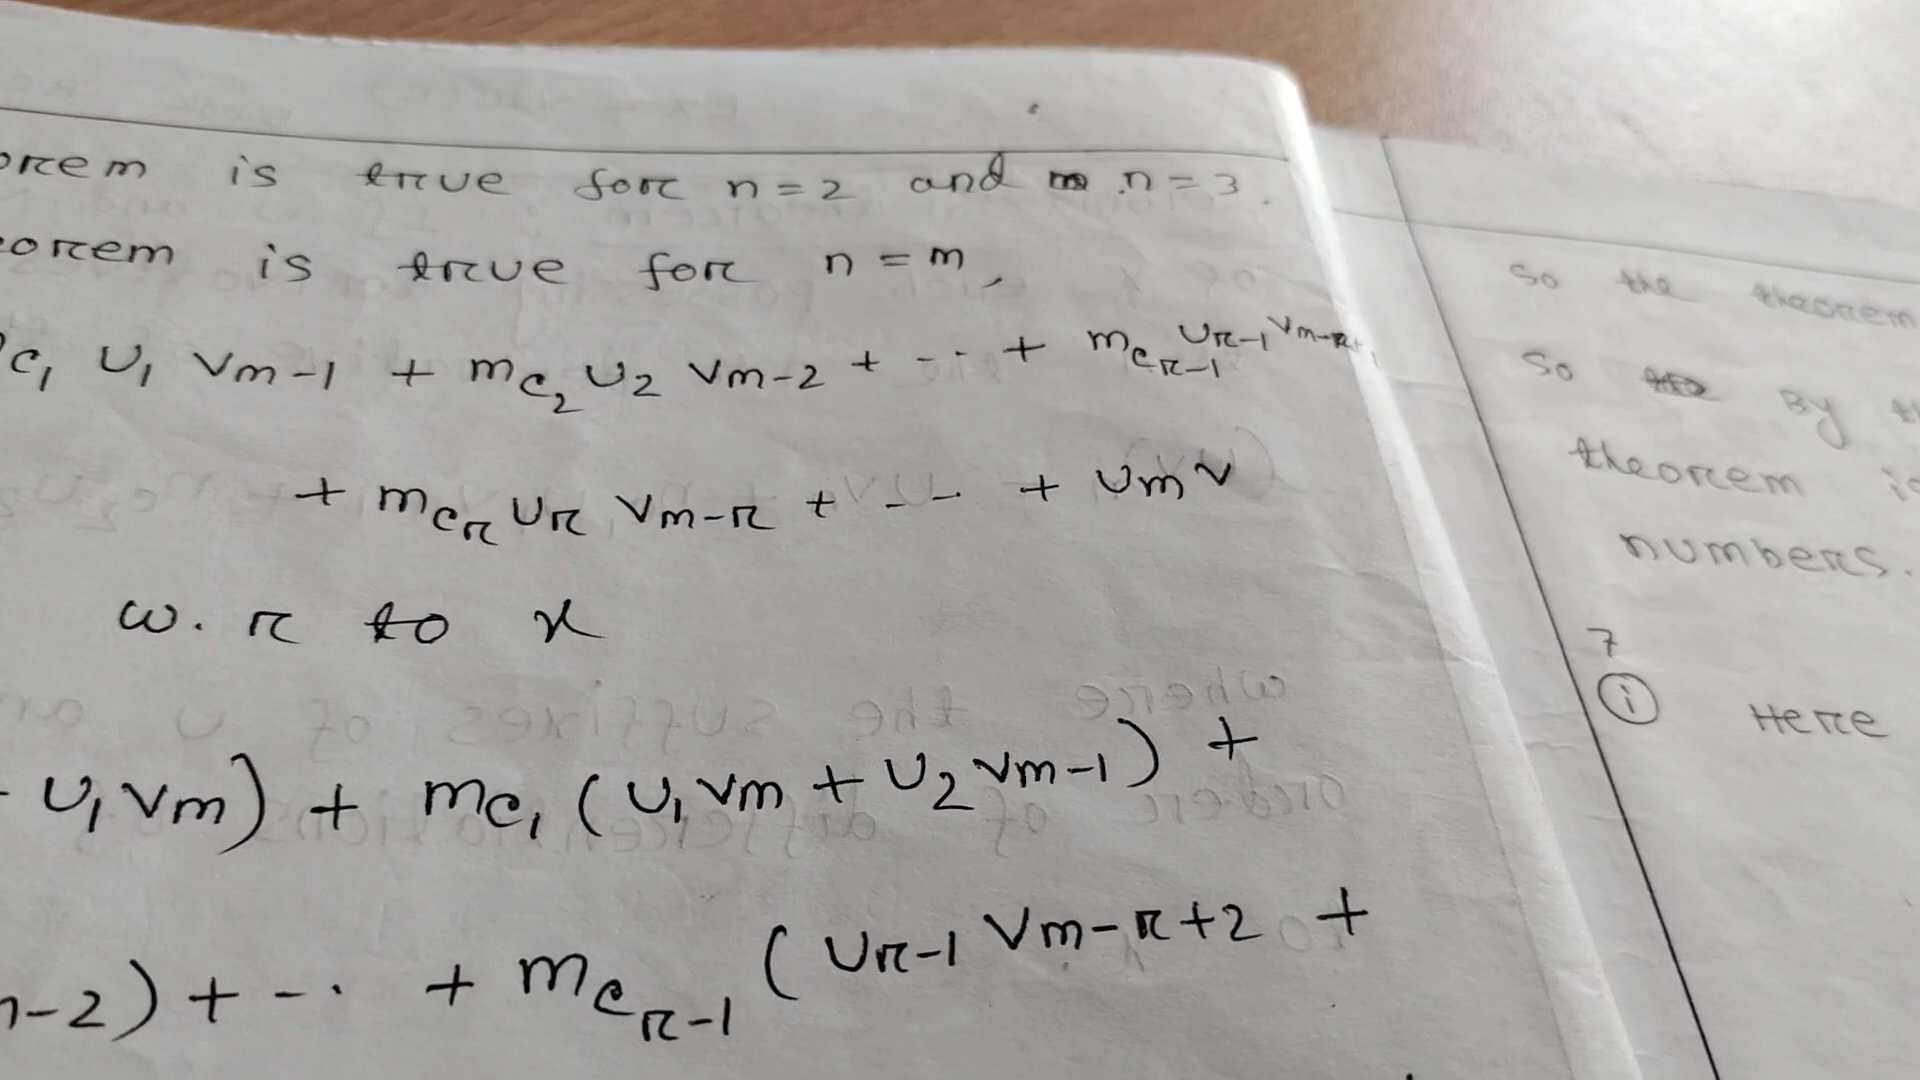 is true for n = 2 and n = 3.
is true for n = m,
c₁ U₁ Vm-1 + mc₂ U₂ Vm-2 + -- + mcr-1 Ur-1 Vm-r+1
+ mcr Ur Vm-r + -- + Um V
w. r to x
U₁ Vm) + mc₁ (U₁ Vm + U₂ Vm-1) +
-2) + -- + mcr-1 (Ur-1 Vm-r+2 +
So the theorem
So By
theorem
numbers.
7
i Here